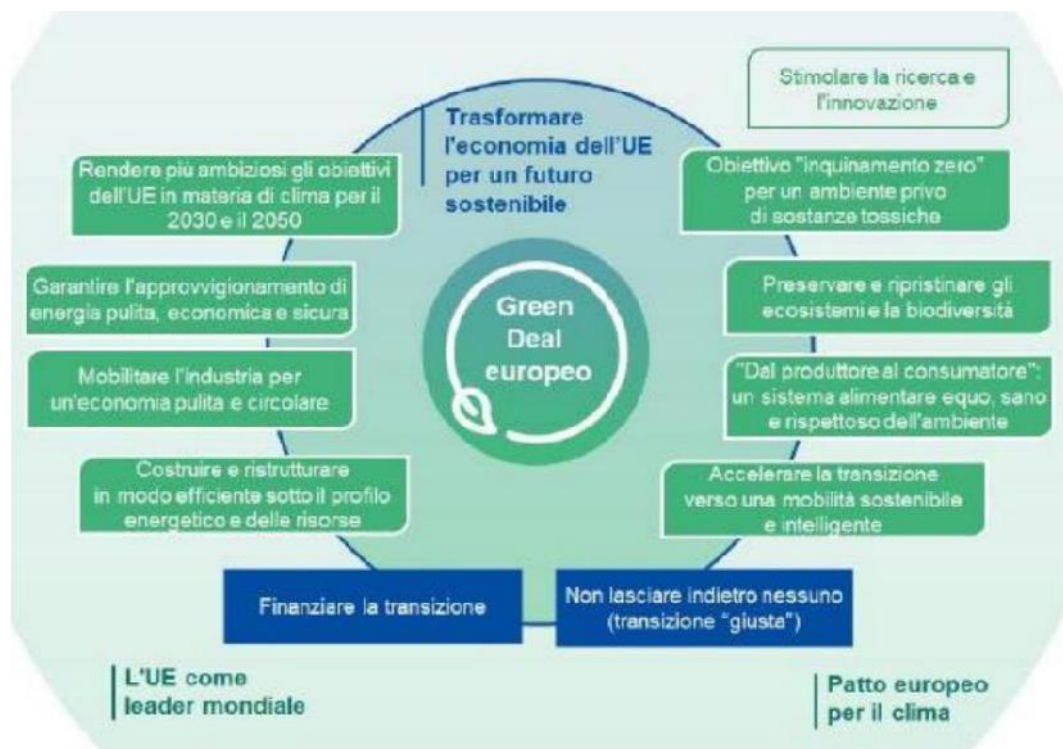 Stimolare la ricerca e
l'innovazione
Trasformare
l'economia dell'UE
per un futuro
sostenibile
Rendere più ambiziosi gli obiettivi
dell'UE in materia di clima per il
2030 e il 2050
Obiettivo "inquinamento zero"
per un ambiente privo
di sostanze tossiche
Garantire l'approvvigionamento di
energia pulita, economica e sicura
Preservare e ripristinare gli
ecosistemi e la biodiversità
Green
Deal
europeo
Mobilitare l'industria per
un'economia pulita e circolare
"Dal produttore al consumatore":
un sistema alimentare equo, sano
e rispettoso dell'ambiente
Costruire e ristrutturare
in modo efficiente sotto il profilo
energetico e delle risorse
Accelerare la transizione
verso una mobilità sostenibile
e intelligente
Finanziare la transizione
Non lasciare indietro nessuno
(transizione "giusta")
L'UE come
leader mondiale
Patto europeo
per il clima